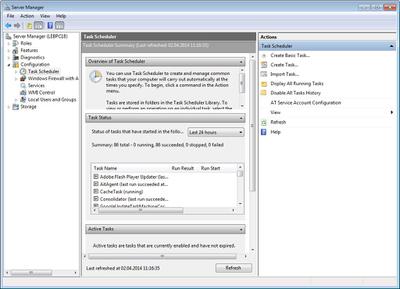 Server Manager
File Action View Help
Server Manager (LEBPC18)
Roles
Features
Diagnostics
Configuration
Task Scheduler
Windows Firewall with A
Services
WMI Control
Local Users and Groups
Storage
Task Scheduler
Task Scheduler Summary (Last refreshed: 02.04.2014 11:16:35)
Overview of Task Scheduler
You can use Task Scheduler to create and manage common
tasks that your computer will carry out automatically at the
times you specify. To begin, click a command in the Action
menu.
Tasks are stored in folders in the Task Scheduler Library. To
view or perform an operation on an individual task, select the
Task Status
Status of tasks that have started in the follo...
Last 24 hours
Summary: 88 total - 0 running, 88 succeeded, 0 stopped, 0 failed
Task Name Run Result Run Start
Adobe Flash Player Updater (las...
AitAgent (last run succeeded at...
CacheTask (running)
Consolidator (last run succeeded...
GoogleUpdateTaskMachineCor...
Active Tasks
Active tasks are tasks that are currently enabled and have not expired.
Last refreshed at 02.04.2014 11:16:35
Refresh
Actions
Task Scheduler
Create Basic Task...
Create Task...
Import Task...
Display All Running Tasks
Disable All Tasks History
AT Service Account Configuration
View
Refresh
Help